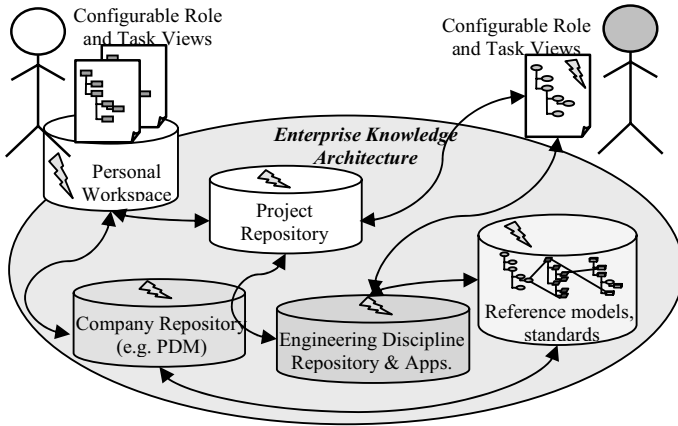 Configurable Role
and Task Views
Configurable Role
and Task Views
Enterprise Knowledge
Architecture
Personal
Workspace
Project
Repository
Company Repository
(e.g. PDM)
Engineering Discipline
Repository & Apps.
Reference models,
standards